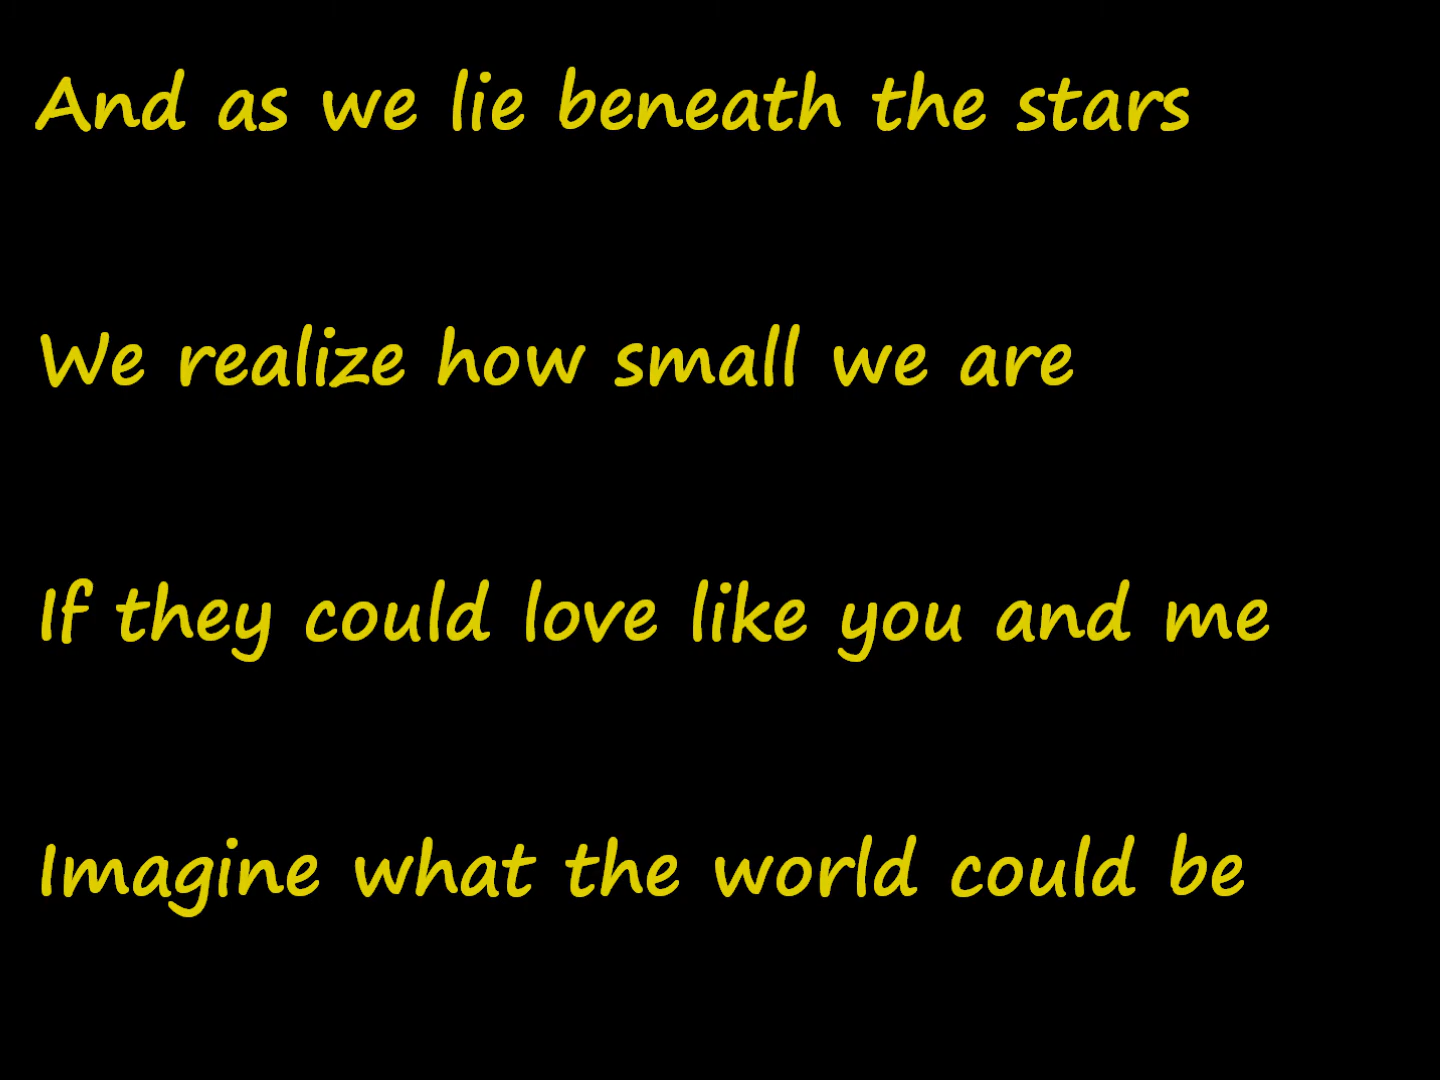 And as we lie beneath the stars
We realize how small we are
If they could love like you and me
Imagine what the world could be